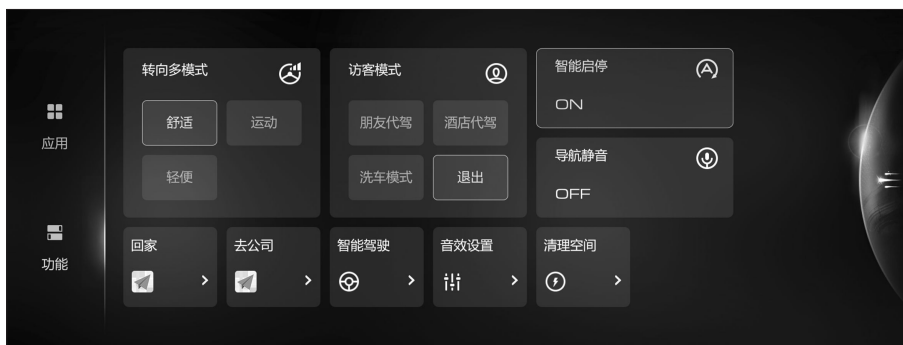 应用
功能
转向多模式
舒适
运动
轻便
访客模式
朋友代驾
酒店代驾
洗车模式
退出
智能启停
ON
导航静音
OFF
回家
去公司
智能驾驶
音效设置
清理空间